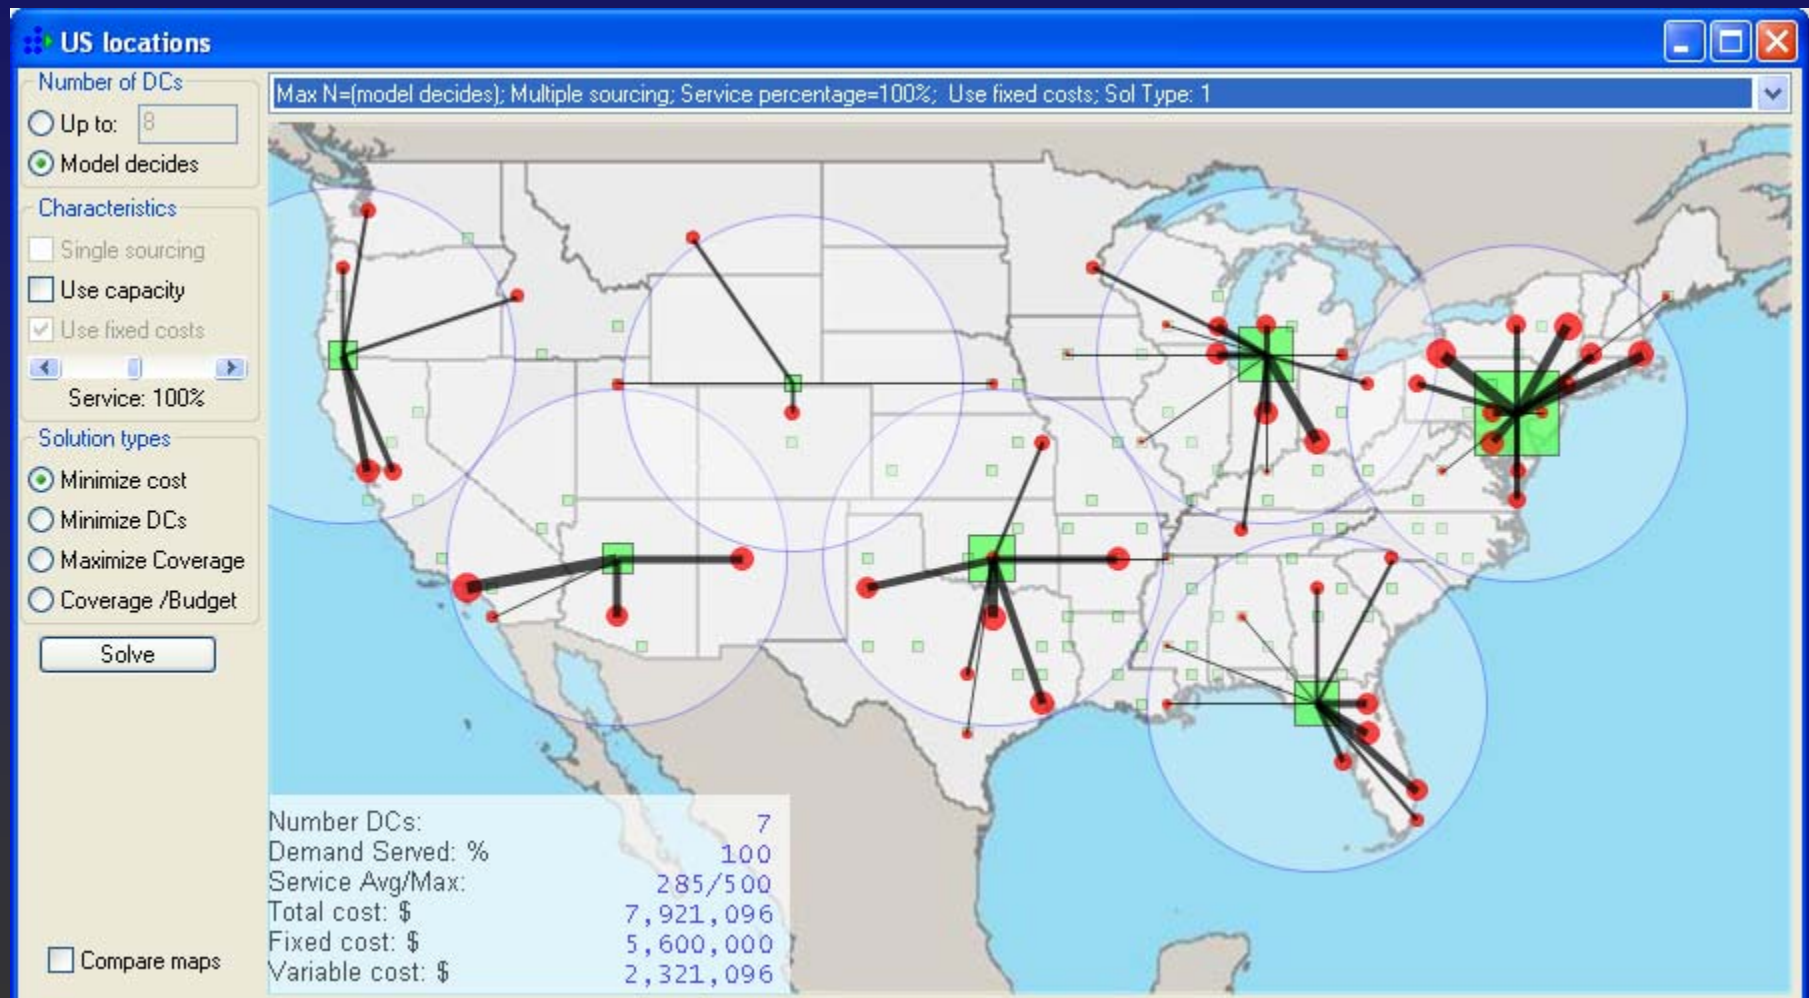 US locations
Number of DCs
Up to: 8
Model decides
Characteristics
Single sourcing
Use capacity
Use fixed costs
Service: 100%
Solution types
Minimize cost
Minimize DCs
Maximize Coverage
Coverage /Budget
Solve
Compare maps
Max N=(model decides); Multiple sourcing; Service percentage=100%; Use fixed costs; Sol Type: 1
Number DCs: 7
Demand Served: % 100
Service Avg/Max: 285/500
Total cost: $ 7,921,096
Fixed cost: $ 5,600,000
Variable cost: $ 2,321,096